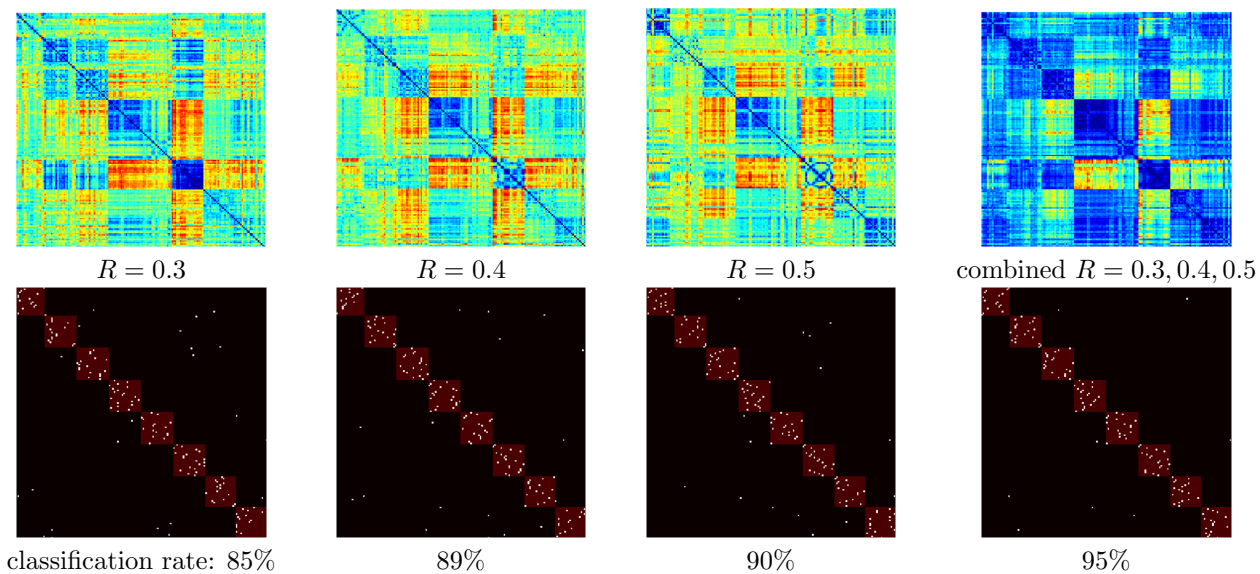 R = 0.3
R = 0.4
R = 0.5
combined R = 0.3, 0.4, 0.5
classification rate: 85%
89%
90%
95%